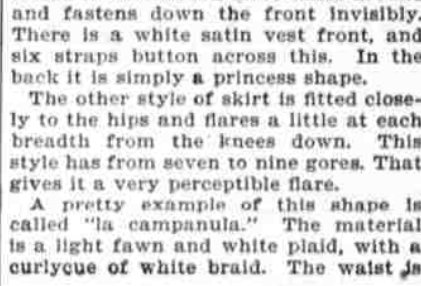 and fastens down the front invisibly.
There is a white satin vest front, and
six straps button across this. In the
back it is simply a princess shape.
The other style of skirt is fitted close-
ly to the hips and flares a little at each
breadth from the knees down. This
style has from seven to nine gores. That
gives it a very perceptible flare.
A pretty example of this shape is
called "la campanula." The material
is a light fawn and white plaid, with a
curlycue of white braid. The waist is